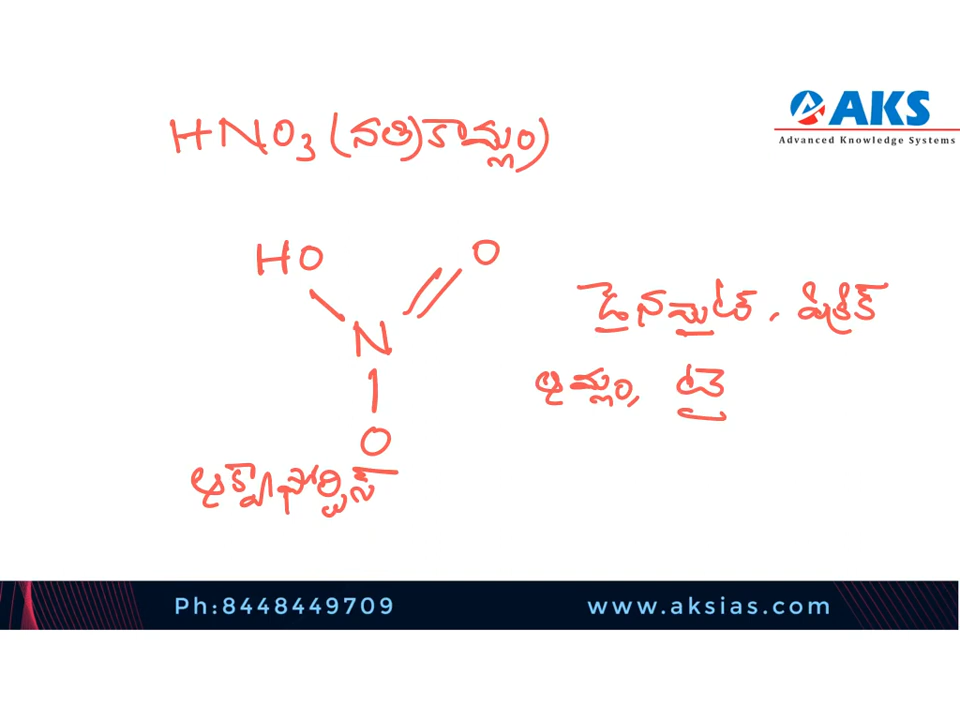 AKS
Advanced Knowledge Systems
HNO3 (నత్రికామ్లం)
HO
O
N
O
డైనమైట్, పిక్రిక్
ఆమ్లం, టై
Ph:8448449709
www.aksias.com